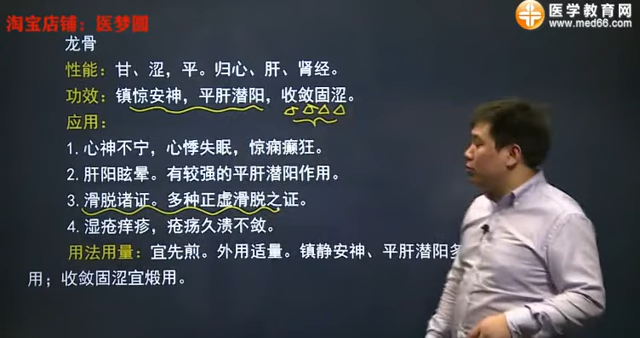 淘宝店铺：医梦圆
医学教育网
www.med66.com
龙骨
性能：甘、涩，平。归心、肝、肾经。
功效：镇惊安神，平肝潜阳，收敛固涩。
应用：
1. 心神不宁，心悸失眠，惊痫癫狂。
2. 肝阳眩晕。有较强的平肝潜阳作用。
3. 滑脱诸证。多种正虚滑脱之证。
4. 湿疮痒疹，疮疡久溃不敛。
用法用量：宜先煎。外用适量。镇静安神、平肝潜阳多
用；收敛固涩宜煅用。